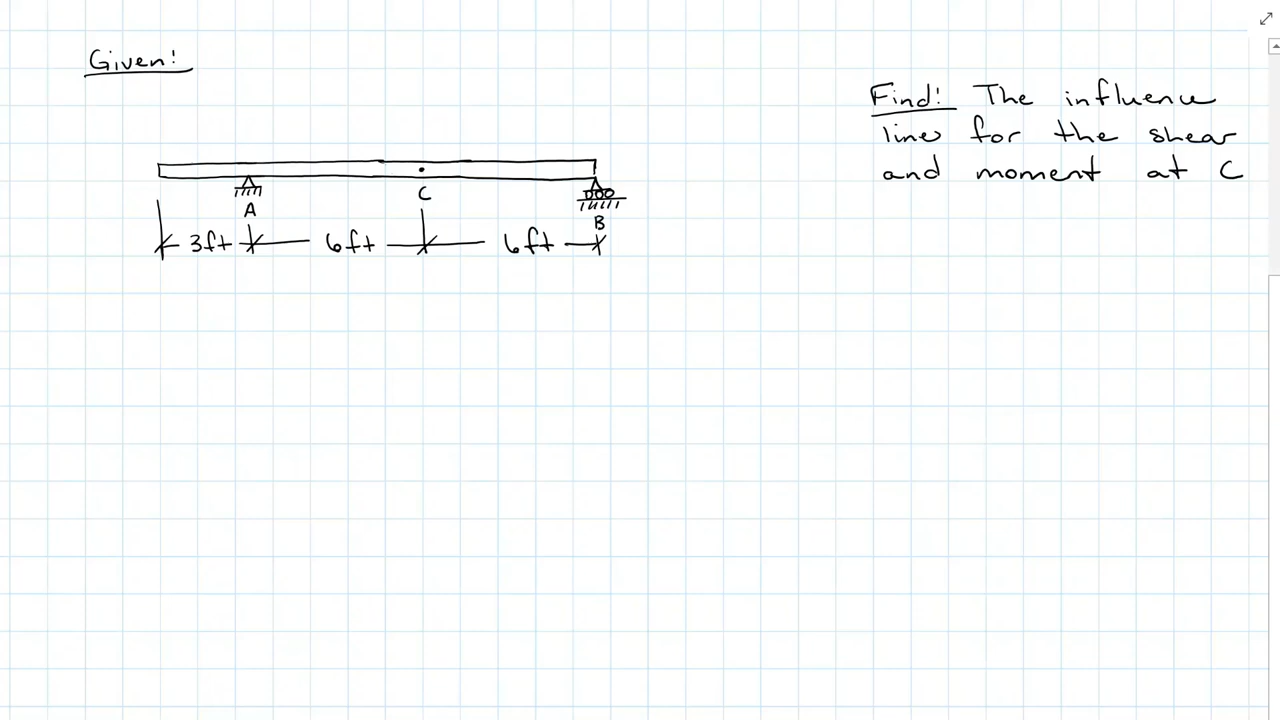 Given!
Find! The influence
lines for the shear
and moment at C
C
A
B
3ft 6ft 6ft